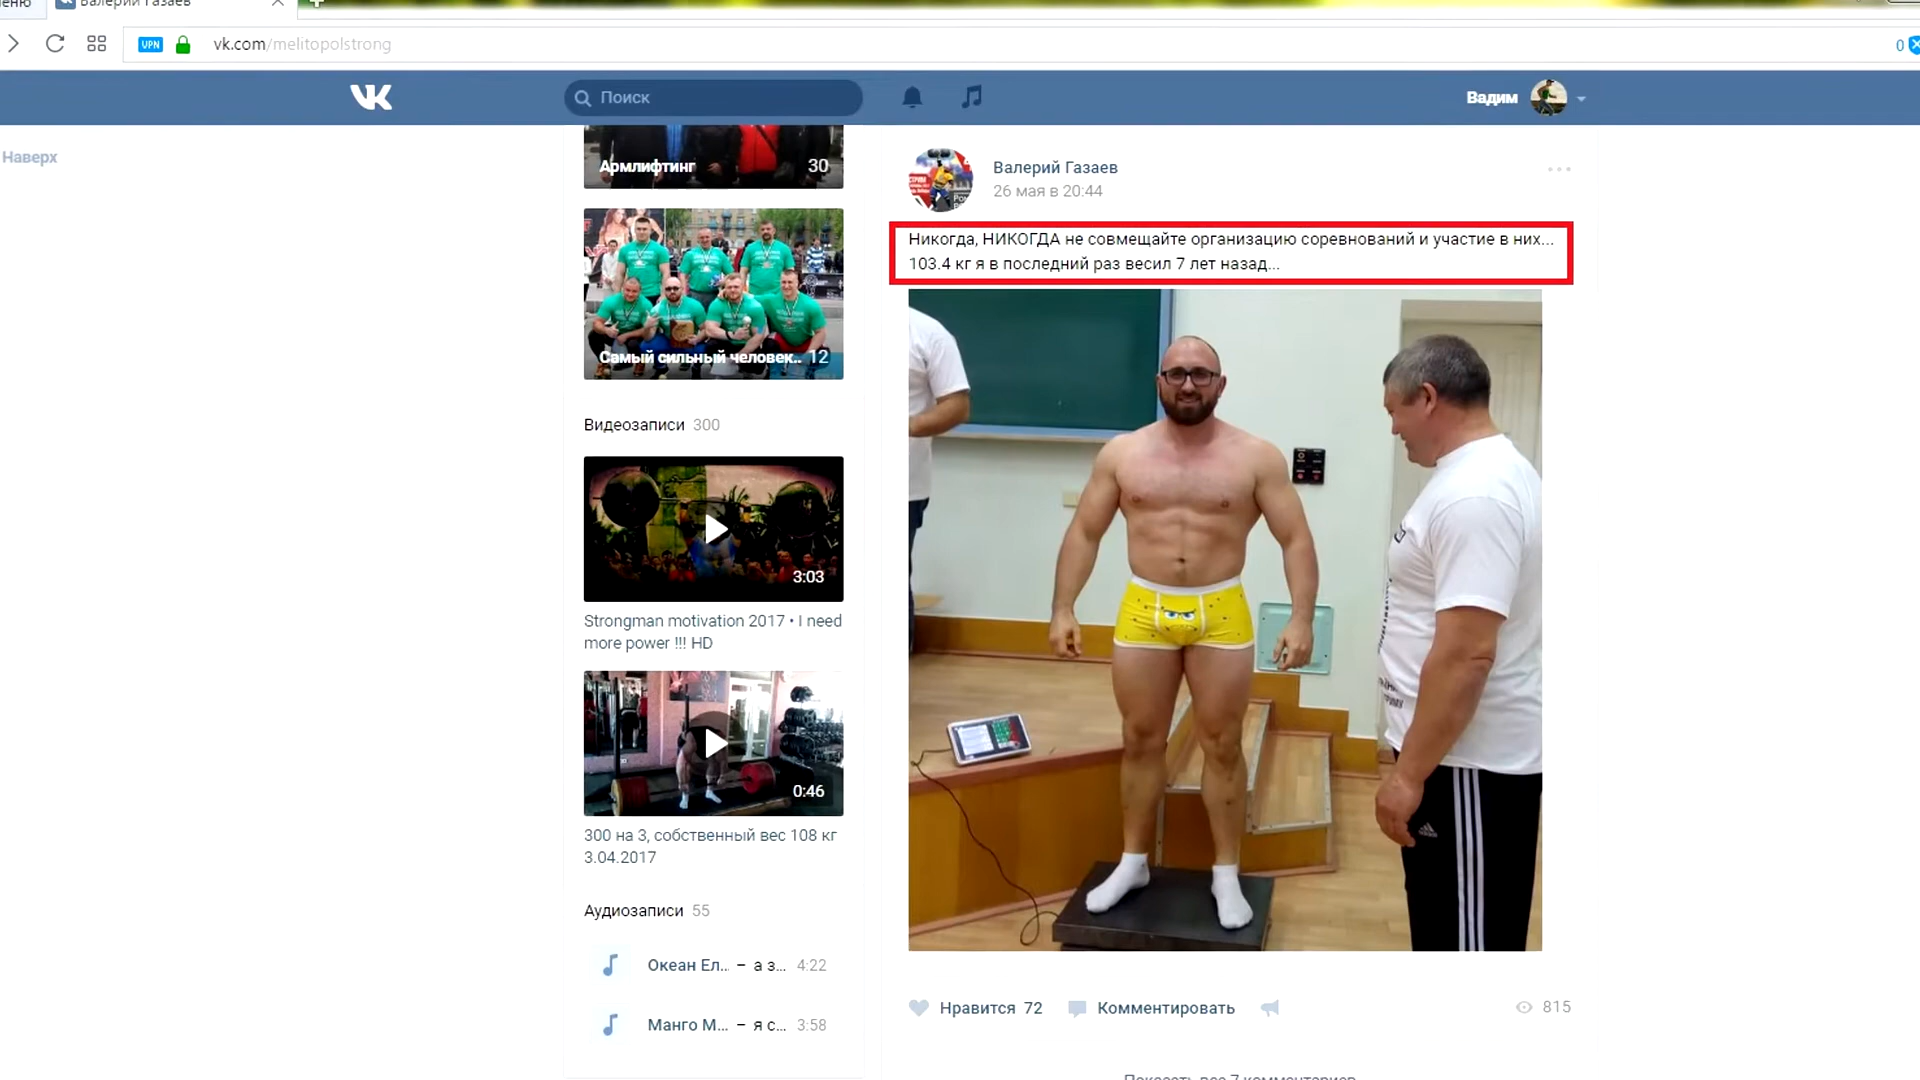 Валерий Газаев
VPN
vk.com/melitopolstrong
0
Поиск
Вадим
Наверх
Армлифтинг 30
Самый сильный человек.. 12
Видеозаписи 300
3:03
Strongman motivation 2017 • I need
more power !!! HD
0:46
300 на 3, собственный вес 108 кг
3.04.2017
Аудиозаписи 55
Океан Ел.. – а з... 4:22
Манго М... – я с... 3:58
Валерий Газаев
26 мая в 20:44
Никогда, НИКОГДА не совмещайте организацию соревнований и участие в них...
103.4 кг я в последний раз весил 7 лет назад...
Нравится 72 Комментировать 815
Показать все 7 комментариев